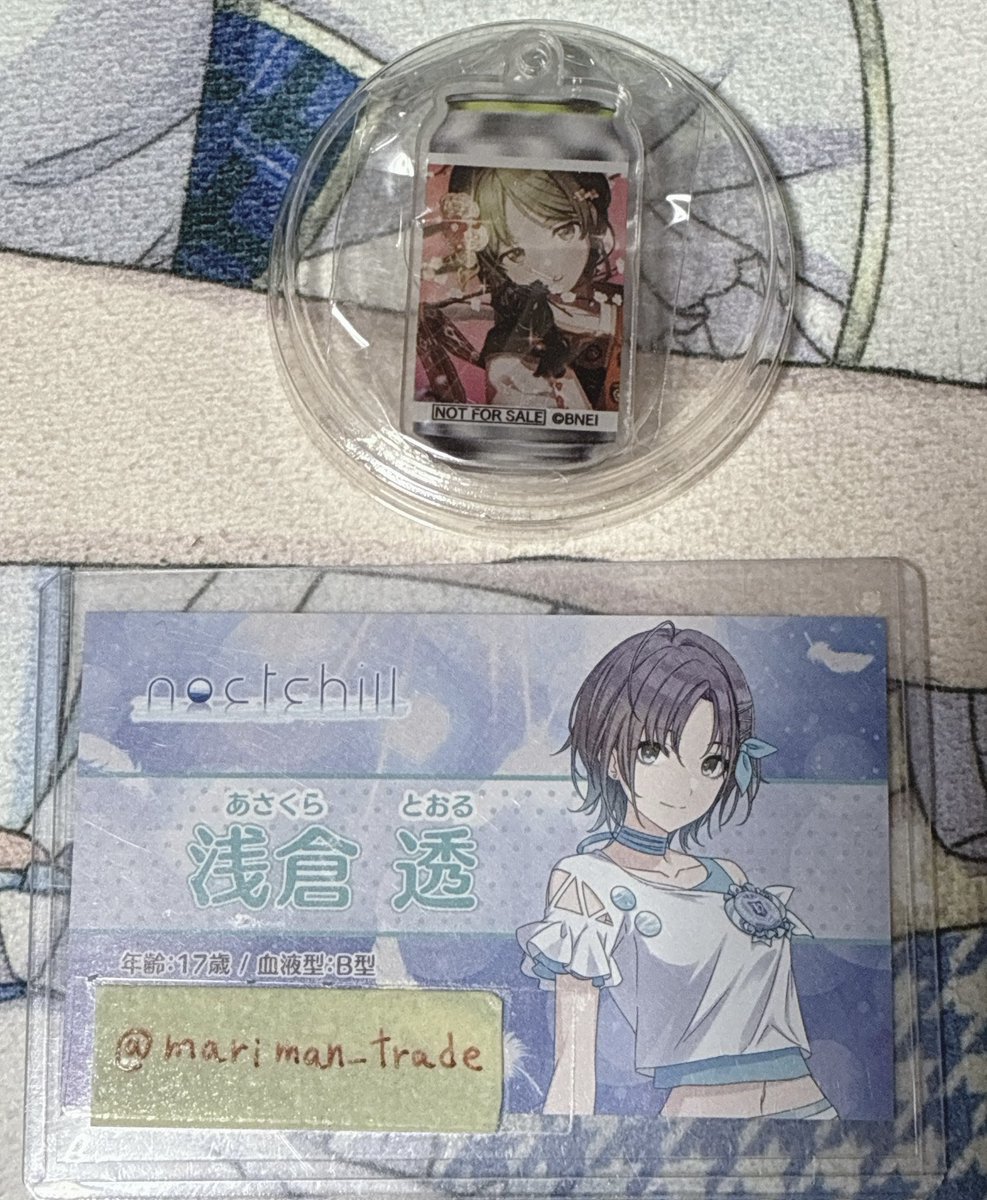 NOT FOR SALE ©BNEI
noctchill
あさくら とおる
浅倉 透
年齢:17歳 / 血液型:B型
@mariman_trade